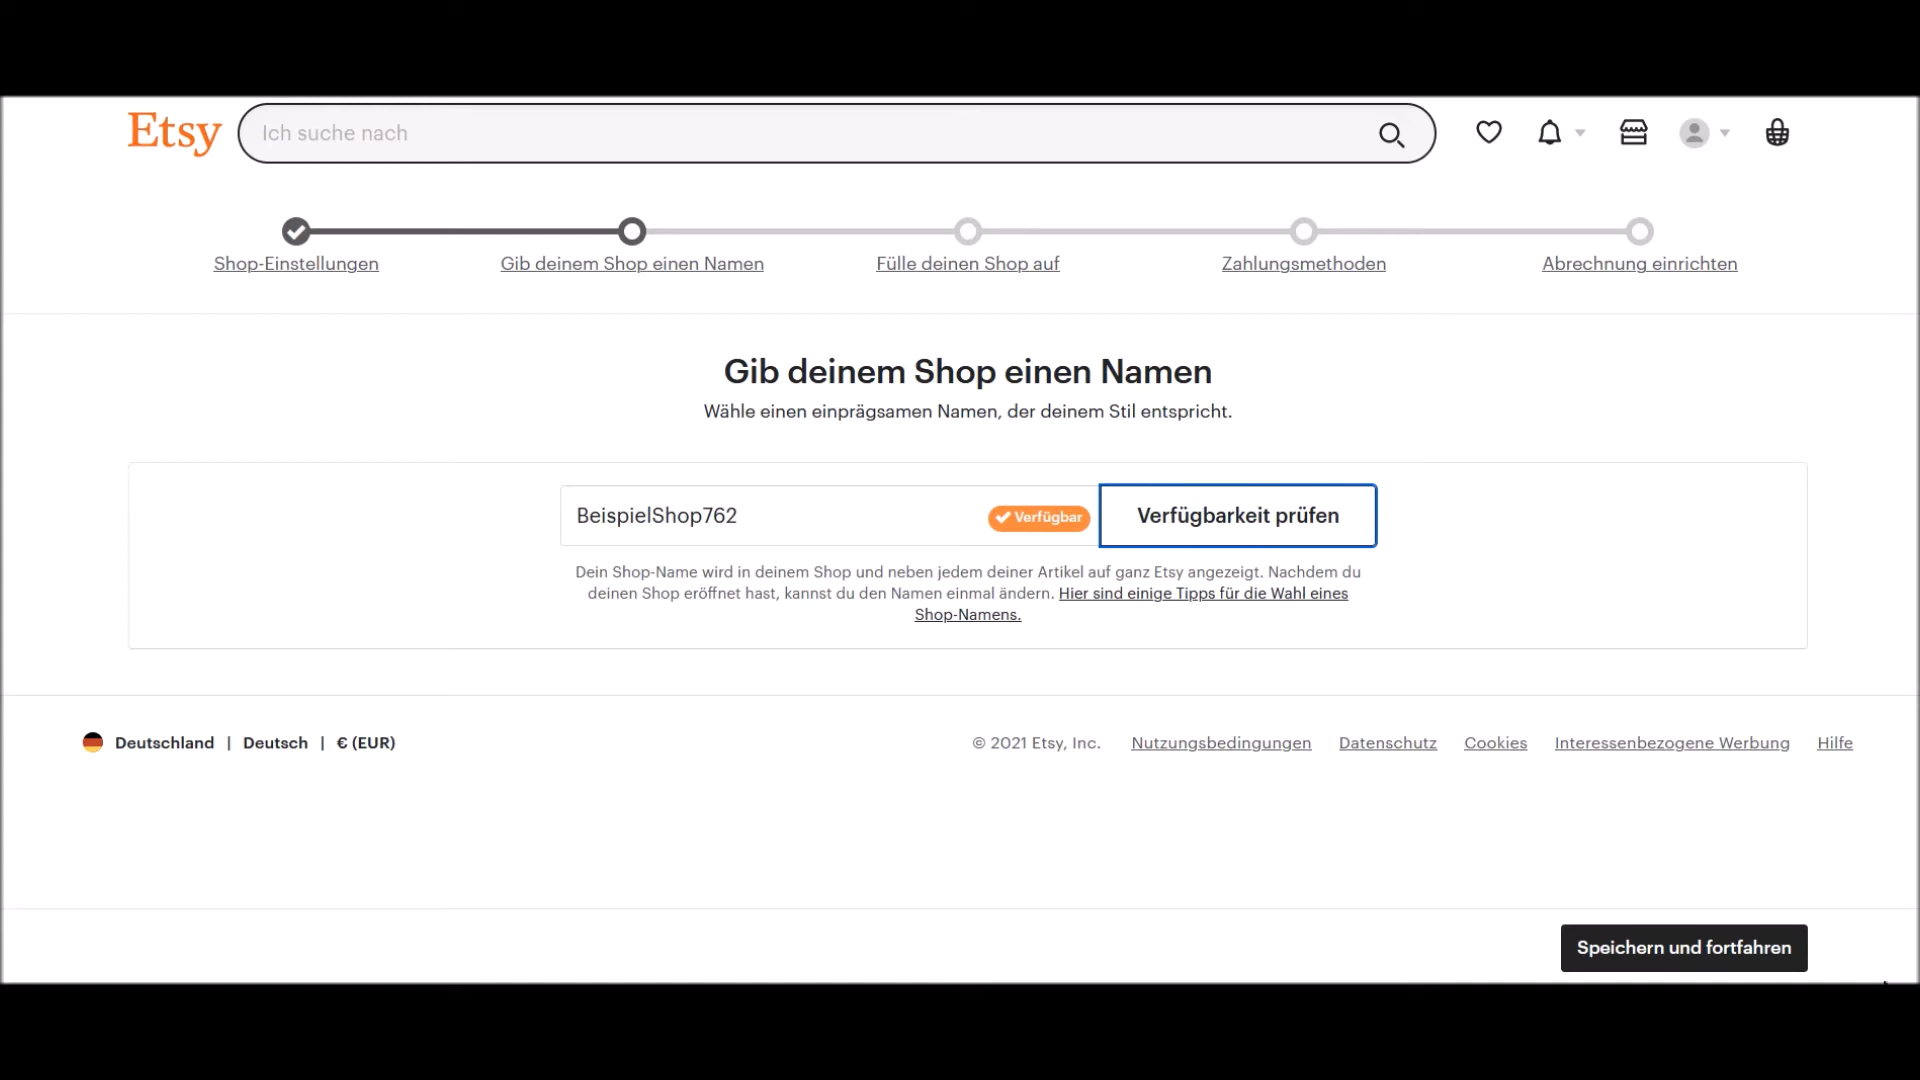 Etsy
Ich suche nach
Shop-Einstellungen
Gib deinem Shop einen Namen
Fülle deinen Shop auf
Zahlungsmethoden
Abrechnung einrichten
Gib deinem Shop einen Namen
Wähle einen einprägsamen Namen, der deinem Stil entspricht.
BeispielShop762
Verfügbar
Verfügbarkeit prüfen
Dein Shop-Name wird in deinem Shop und neben jedem deiner Artikel auf ganz Etsy angezeigt. Nachdem du
deinen Shop eröffnet hast, kannst du den Namen einmal ändern. Hier sind einige Tipps für die Wahl eines
Shop-Namens.
Deutschland | Deutsch | € (EUR)
© 2021 Etsy, Inc. Nutzungsbedingungen Datenschutz Cookies Interessenbezogene Werbung Hilfe
Speichern und fortfahren